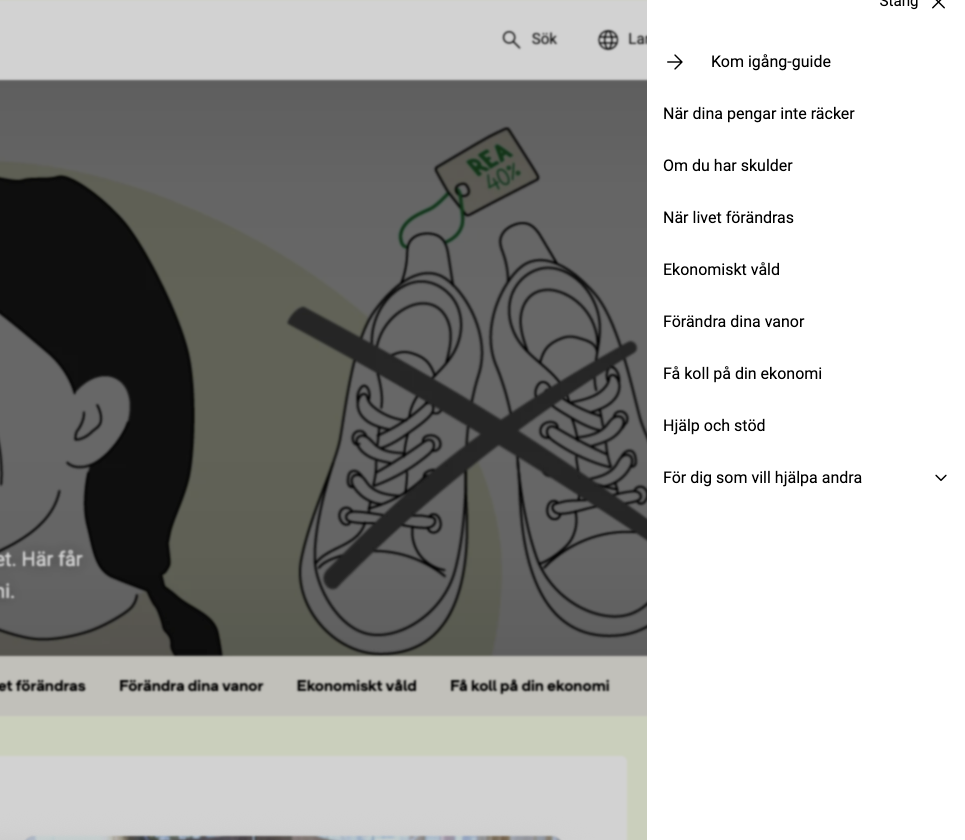 Stäng
Sök
Kom igång-guide
När dina pengar inte räcker
Om du har skulder
När livet förändras
Ekonomiskt våld
Förändra dina vanor
Få koll på din ekonomi
Hjälp och stöd
För dig som vill hjälpa andra
REA
40%
et. Här får
ni.
et förändras
Förändra dina vanor
Ekonomiskt våld
Få koll på din ekonomi